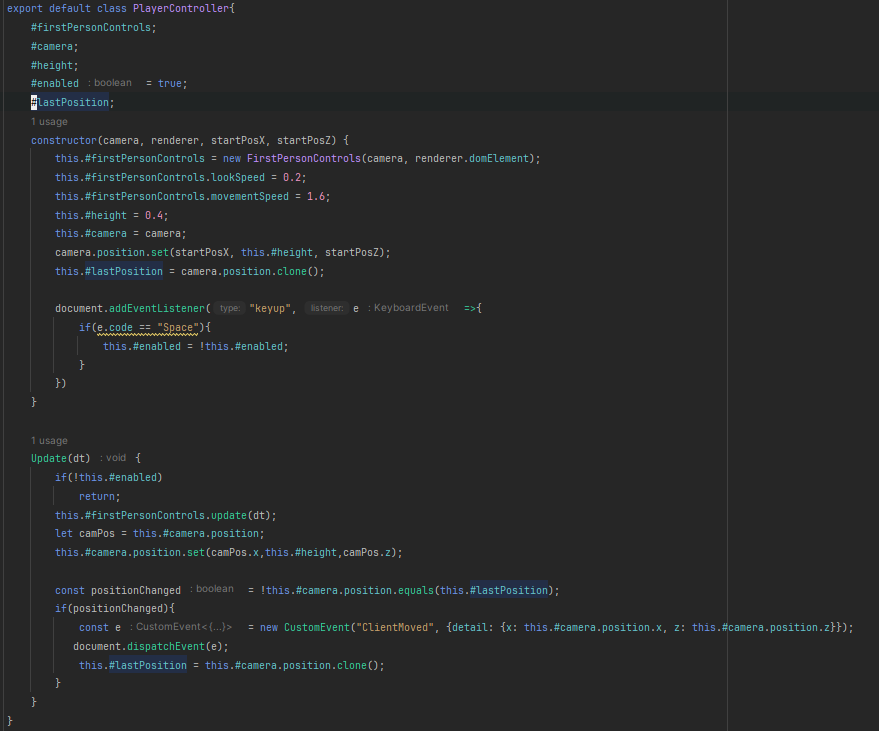 export default class PlayerController{
#firstPersonControls;
#camera;
#height;
#enabled : boolean = true;
#lastPosition;
1 usage
constructor(camera, renderer, startPosX, startPosZ) {
this.#firstPersonControls = new FirstPersonControls(camera, renderer.domElement);
this.#firstPersonControls.lookSpeed = 0.2;
this.#firstPersonControls.movementSpeed = 1.6;
this.#height = 0.4;
this.#camera = camera;
camera.position.set(startPosX, this.#height, startPosZ);
this.#lastPosition = camera.position.clone();
document.addEventListener( type: "keyup", listener: e : KeyboardEvent =>{
if(e.code == "Space"){
this.#enabled = !this.#enabled;
}
})
}
1 usage
Update(dt) : void {
if(!this.#enabled)
return;
this.#firstPersonControls.update(dt);
let camPos = this.#camera.position;
this.#camera.position.set(camPos.x,this.#height,camPos.z);
const positionChanged : boolean = !this.#camera.position.equals(this.#lastPosition);
if(positionChanged){
const e : CustomEvent<{...}> = new CustomEvent("ClientMoved", {detail: {x: this.#camera.position.x, z: this.#camera.position.z}});
document.dispatchEvent(e);
this.#lastPosition = this.#camera.position.clone();
}
}
}